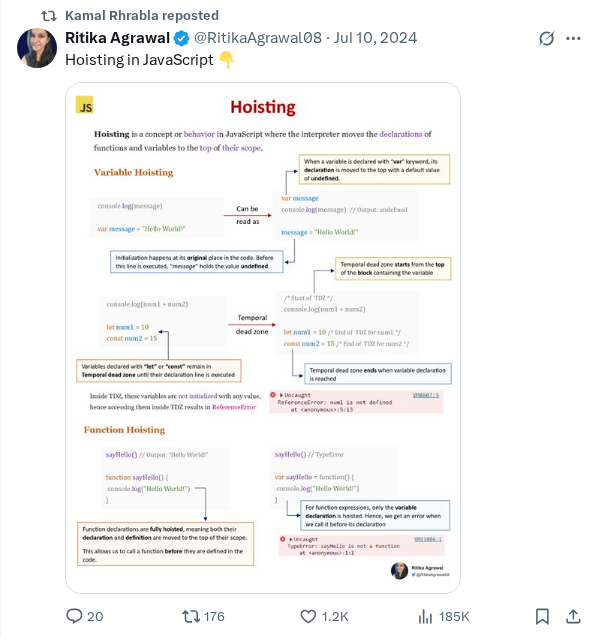 Kamal Rhrabla reposted
Ritika Agrawal @RitikaAgrawal08 · Jul 10, 2024
Hoisting in JavaScript 👇
JS
Hoisting
Hoisting is a concept or behavior in JavaScript where the interpreter moves the declarations of
functions and variables to the top of their scope.
Variable Hoisting
When a variable is declared with "var" keyword, its
declaration is moved to the top with a default value
of undefined.
console.log(message)
var message = "Hello World!"
Can be
read as
var message
console.log(message) // Output: undefined
message = "Hello World!"
Initialization happens at its original place in the code. Before
this line is executed, "message" holds the value undefined.
Temporal dead zone starts from the top
of the block containing the variable
console.log(num1 + num2)
let num1 = 10
const num2 = 15
Temporal
dead zone
/* Start of TDZ */
console.log(num1 + num2)
let num1 = 10 /* End of TDZ for num1 */
const num2 = 15 /* End of TDZ for num2 */
Variables declared with "let" or "const" remain in
Temporal dead zone until their declaration line is executed
Temporal dead zone ends when variable declaration
is reached
Inside TDZ, these variables are not initialized with any value,
hence accessing them inside TDZ results in ReferenceError
▶Uncaught
ReferenceError: num1 is not defined
at <anonymous>:5:13
Function Hoisting
sayHello() // Output: "Hello World!"
function sayHello() {
console.log("Hello World!")
}
sayHello() // TypeError
var sayHello = function() {
console.log("Hello World!")
}
Function declarations are fully hoisted, meaning both their
declaration and definition are moved to the top of their scope.
This allows us to call a function before they are defined in the
code.
For function expressions, only the variable
declaration is hoisted. Hence, we get an error when
we call it before its declaration
▶Uncaught
TypeError: sayHello is not a function
at <anonymous>:1:1
Ritika Agrawal
@RitikaAgrawal08
20 176 1.2K 185K